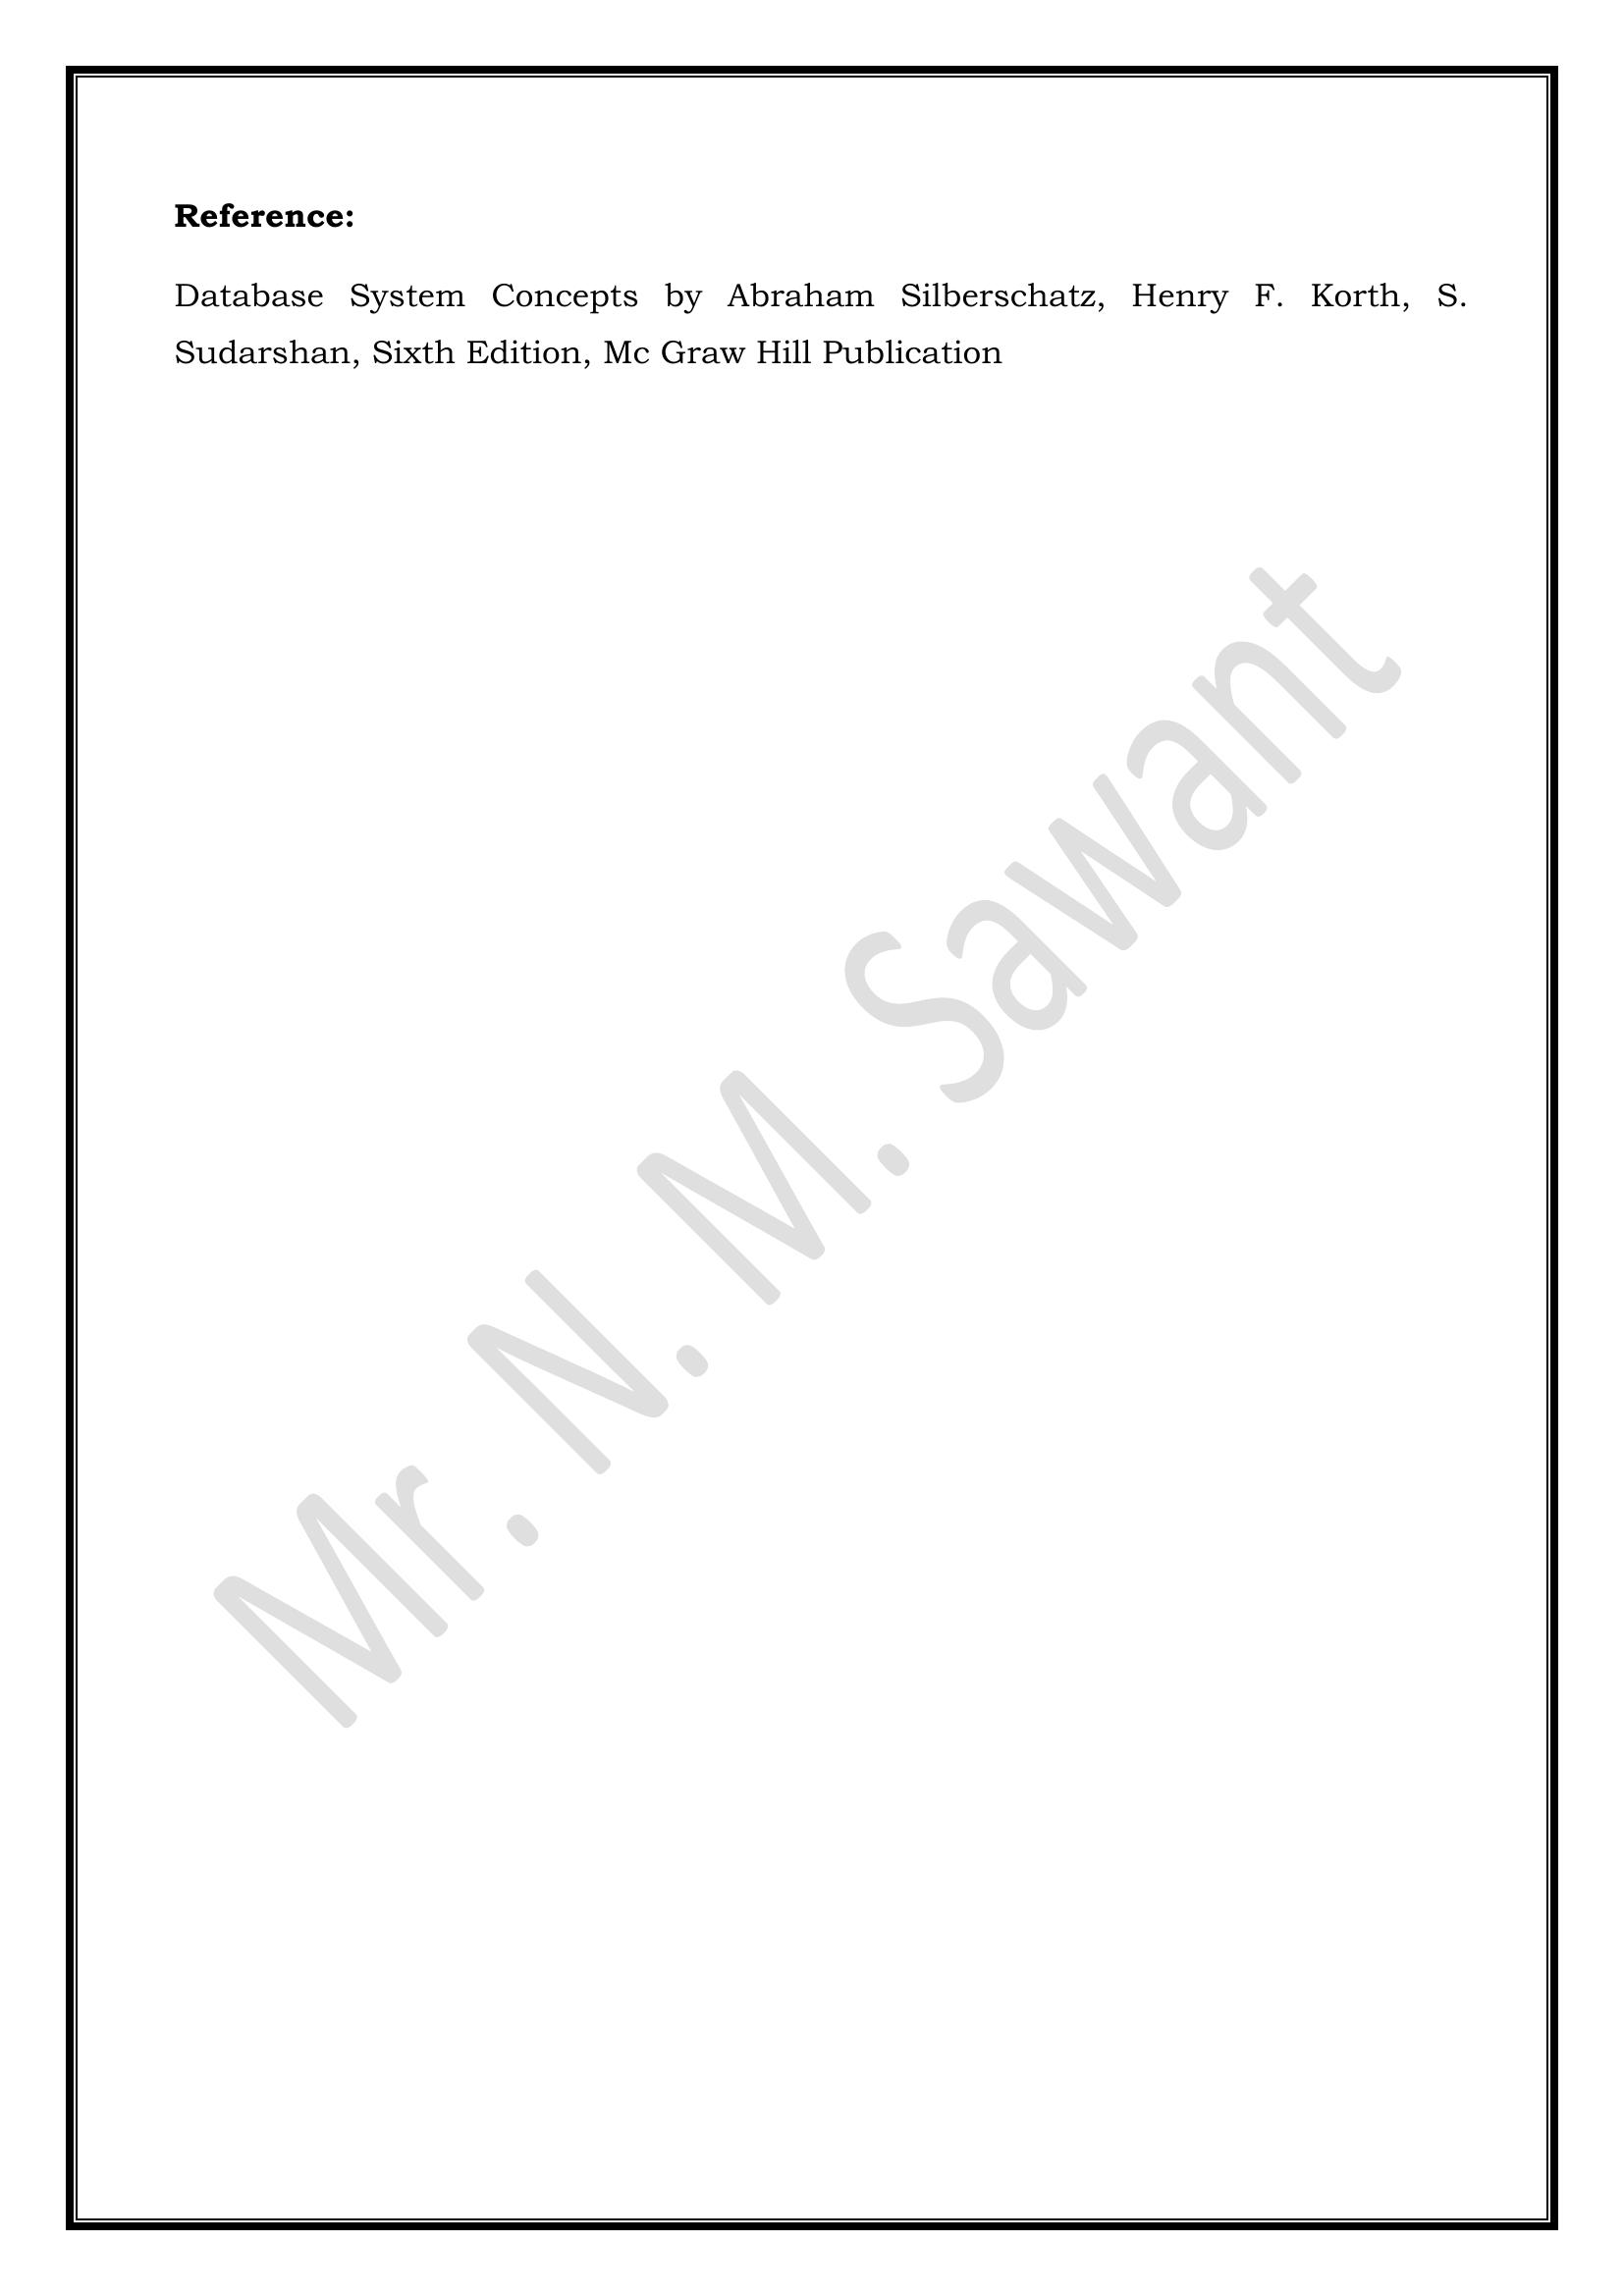 Reference:
Database System Concepts by Abraham Silberschatz, Henry F. Korth, S.
Sudarshan, Sixth Edition, Mc Graw Hill Publication
Mr. N. M. Sawant